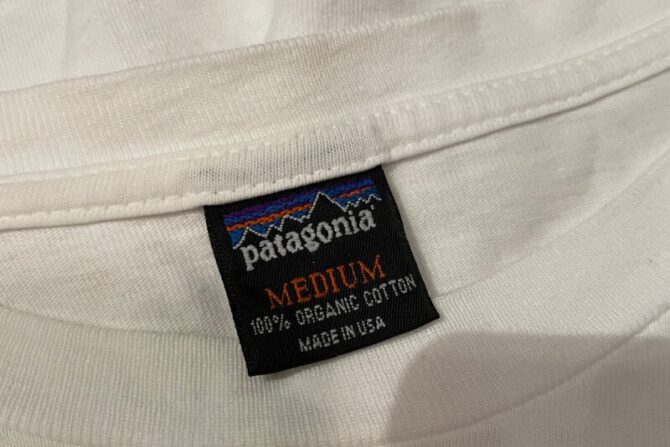 patagonia
MEDIUM
100% ORGANIC COTTON
MADE IN USA